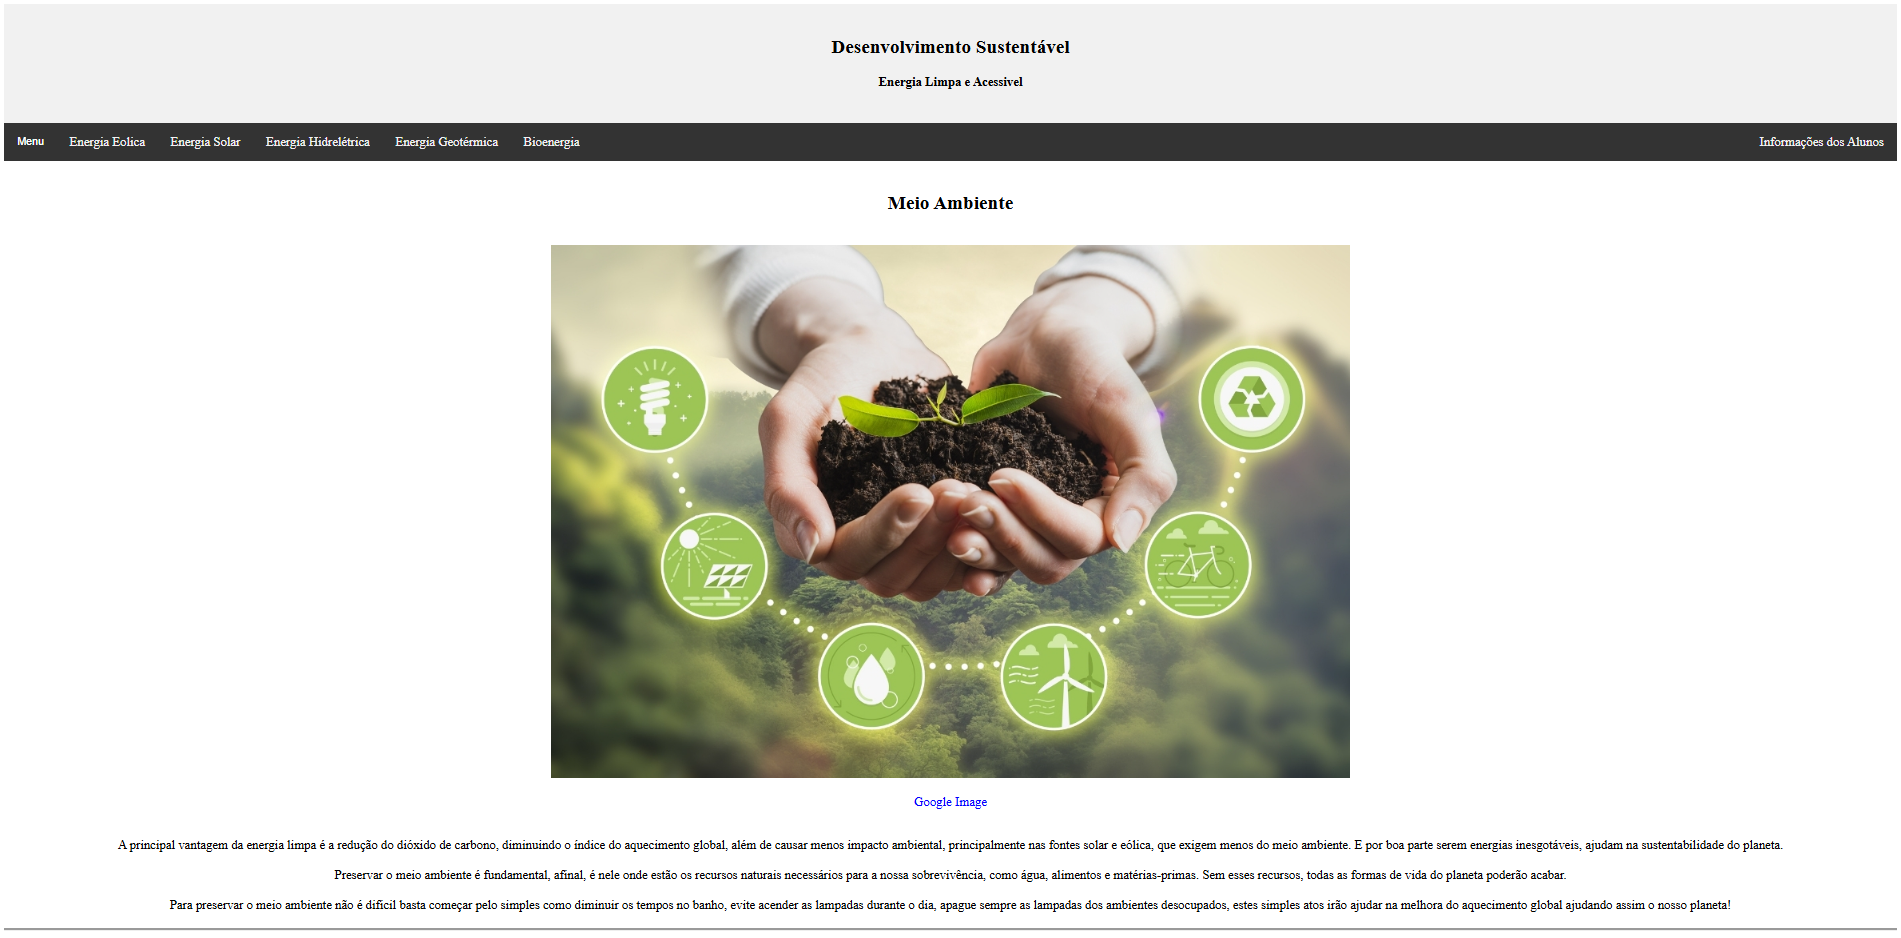 Desenvolvimento Sustentável
Energia Limpa e Acessivel
Menu Energia Eolica Energia Solar Energia Hidrelétrica Energia Geotérmica Bioenergia Informações dos Alunos
Meio Ambiente
Google Image
A principal vantagem da energia limpa é a redução do dióxido de carbono, diminuindo o índice do aquecimento global, além de causar menos impacto ambiental, principalmente nas fontes solar e eólica, que exigem menos do meio ambiente. E por boa parte serem energias inesgotáveis, ajudam na sustentabilidade do planeta.
Preservar o meio ambiente é fundamental, afinal, é nele onde estão os recursos naturais necessários para a nossa sobrevivência, como água, alimentos e matérias-primas. Sem esses recursos, todas as formas de vida do planeta poderão acabar.
Para preservar o meio ambiente não é difícil basta começar pelo simples como diminuir os tempos no banho, evite acender as lampadas durante o dia, apague sempre as lampadas dos ambientes desocupados, estes simples atos irão ajudar na melhora do aquecimento global ajudando assim o nosso planeta!